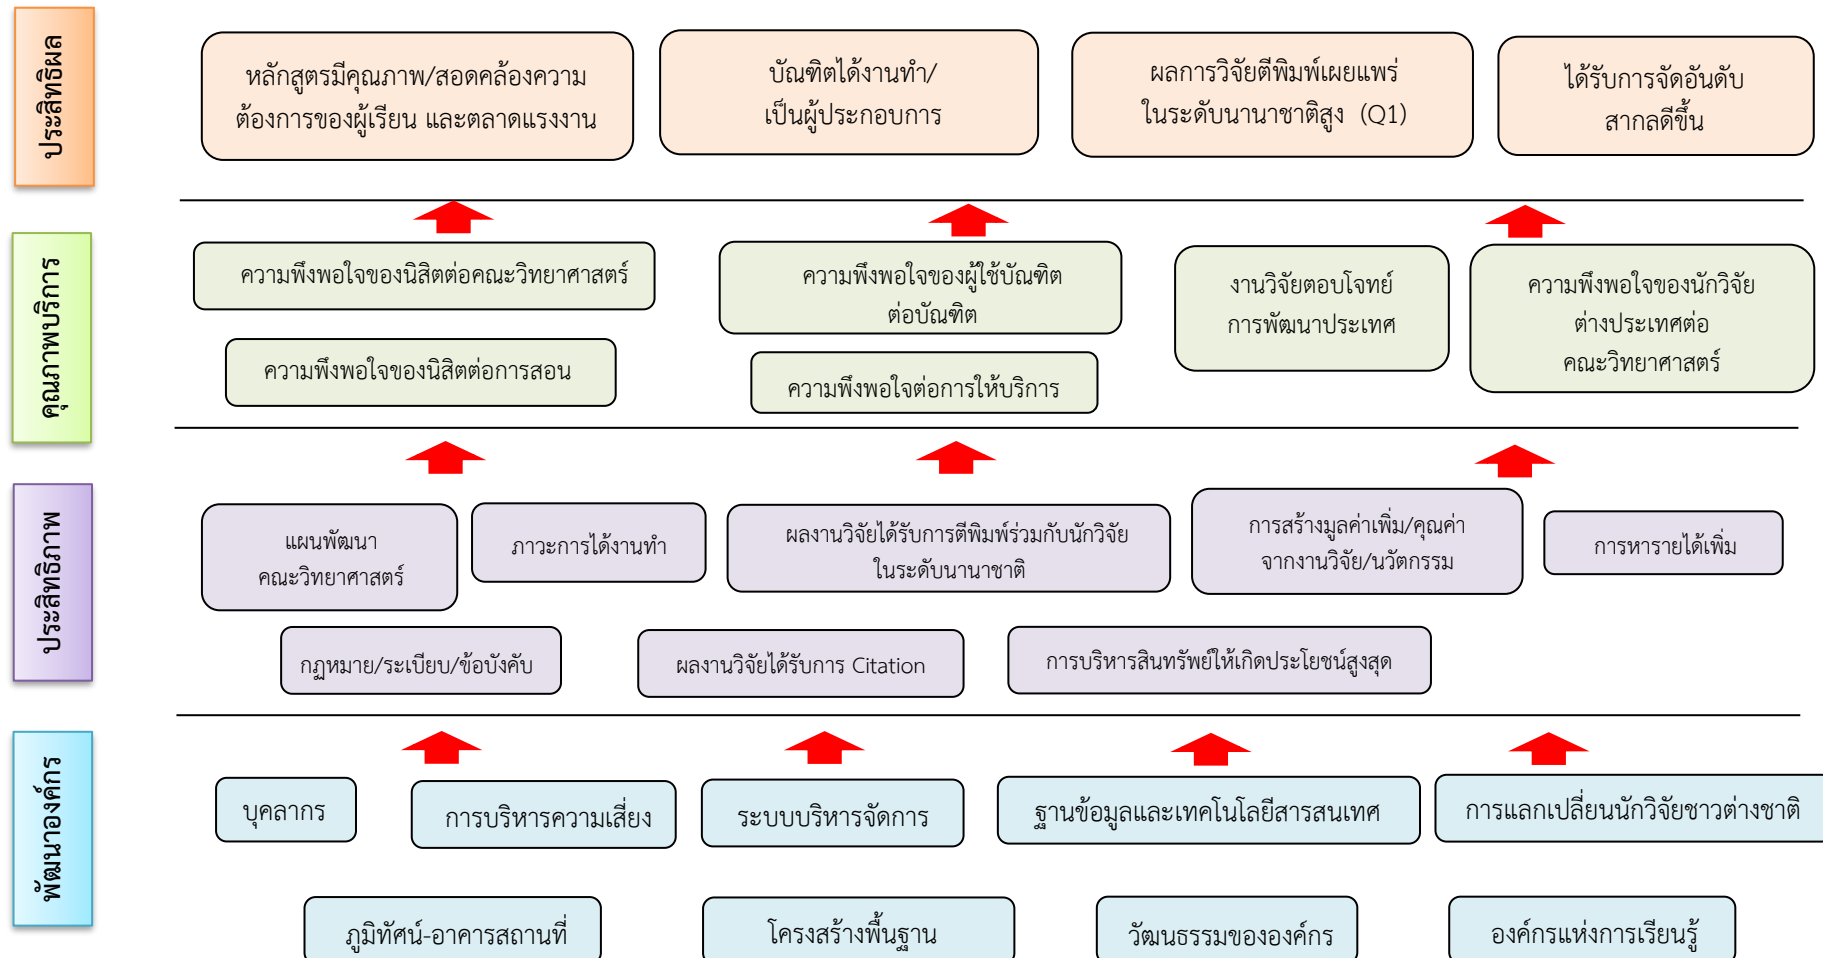 ประสิทธิผล
หลักสูตรมีคุณภาพ/สอดคล้องความ
ต้องการของผู้เรียน และตลาดแรงงาน
บัณฑิตได้งานทำ/
เป็นผู้ประกอบการ
ผลการวิจัยตีพิมพ์เผยแพร่
ในระดับนานาชาติสูง (Q1)
ได้รับการจัดอันดับ
สากลดีขึ้น
คุณภาพบริการ
ความพึงพอใจของนิสิตต่อคณะวิทยาศาสตร์
ความพึงพอใจของผู้ใช้บัณฑิต
ต่อบัณฑิต
งานวิจัยตอบโจทย์
การพัฒนาประเทศ
ความพึงพอใจของนักวิจัย
ต่างประเทศต่อ
คณะวิทยาศาสตร์
ความพึงพอใจของนิสิตต่อการสอน
ความพึงพอใจต่อการให้บริการ
ประสิทธิภาพ
แผนพัฒนา
คณะวิทยาศาสตร์
ภาวะการได้งานทำ
ผลงานวิจัยได้รับการตีพิมพ์ร่วมกับนักวิจัย
ในระดับนานาชาติ
การสร้างมูลค่าเพิ่ม/คุณค่า
จากงานวิจัย/นวัตกรรม
การหารายได้เพิ่ม
กฎหมาย/ระเบียบ/ข้อบังคับ
ผลงานวิจัยได้รับการ Citation
การบริหารสินทรัพย์ให้เกิดประโยชน์สูงสุด
พัฒนาองค์กร
บุคลากร
การบริหารความเสี่ยง
ระบบบริหารจัดการ
ฐานข้อมูลและเทคโนโลยีสารสนเทศ
การแลกเปลี่ยนนักวิจัยชาวต่างชาติ
ภูมิทัศน์-อาคารสถานที่
โครงสร้างพื้นฐาน
วัฒนธรรมขององค์กร
องค์กรแห่งการเรียนรู้